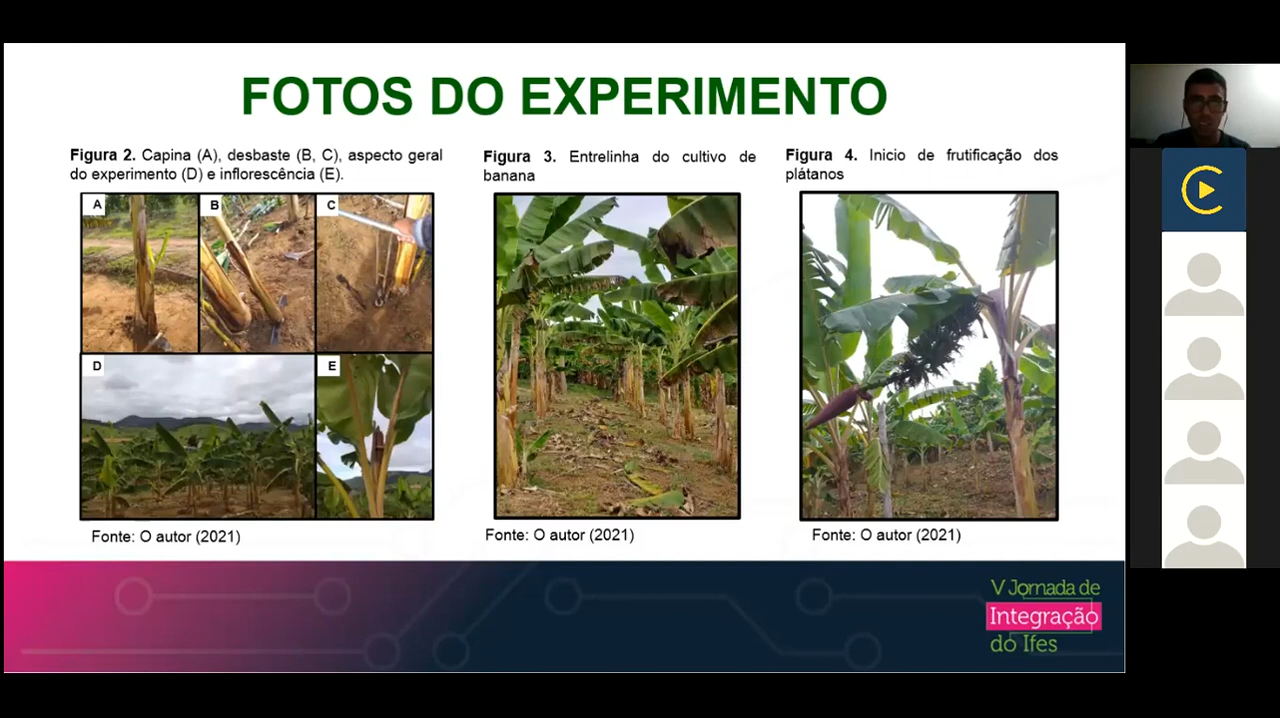 FOTOS DO EXPERIMENTO
Figura 2. Capina (A), desbaste (B, C), aspecto geral
do experimento (D) e inflorescência (E).
A
B
C
D
E
Fonte: O autor (2021)
Figura 3. Entrelinha do cultivo de
banana
Fonte: O autor (2021)
Figura 4. Inicio de frutificação dos
plátanos
Fonte: O autor (2021)
V Jornada de
Integração
do Ifes